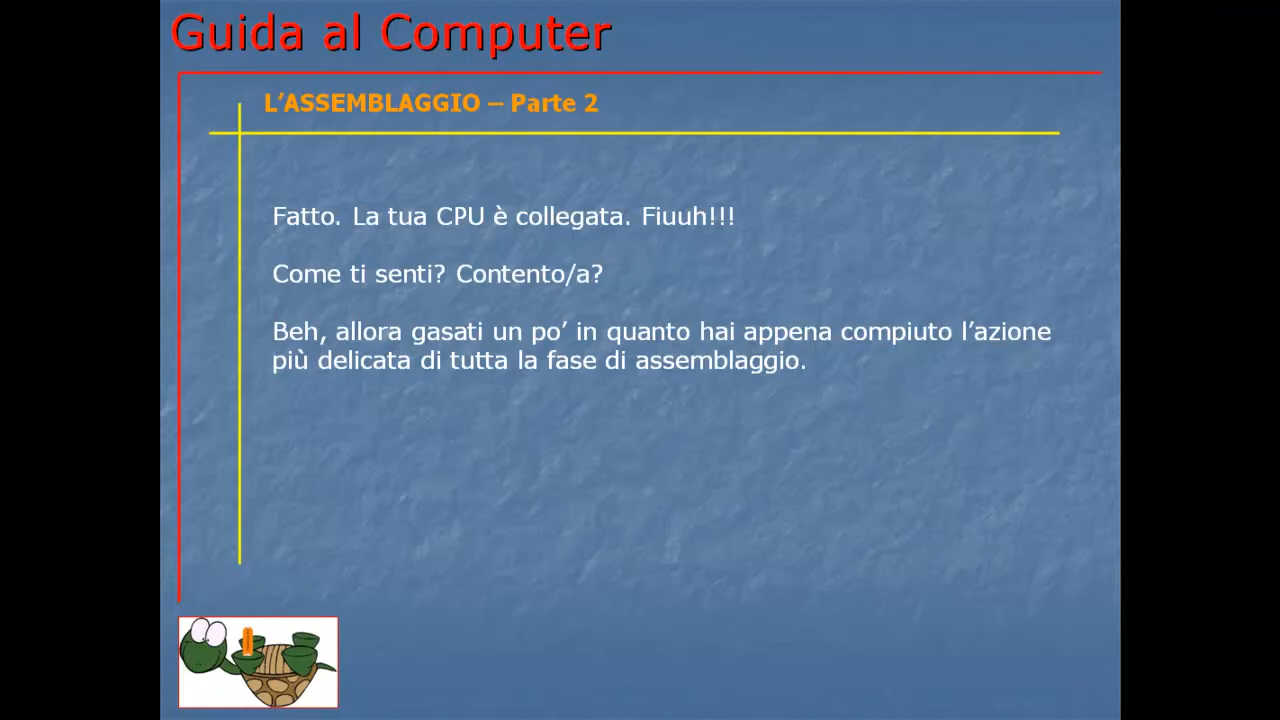 Guida al Computer
L’ASSEMBLAGGIO – Parte 2
Fatto. La tua CPU è collegata. Fiuuh!!!
Come ti senti? Contento/a?
Beh, allora gasati un po’ in quanto hai appena compiuto l’azione
più delicata di tutta la fase di assemblaggio.